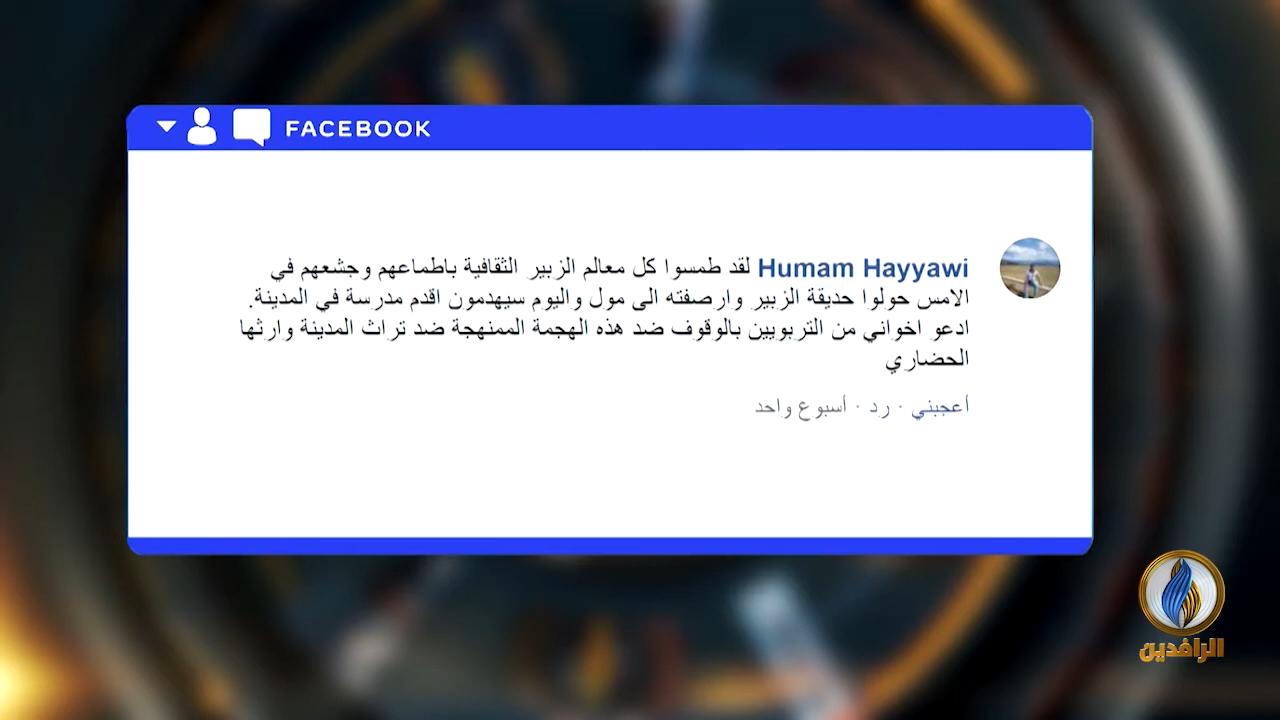 FACEBOOK
Humam Hayyawi لقد طمسوا كل معالم الزبير الثقافية باطماعهم وجشعهم في
الامس حولوا حديقة الزبير وارصفته الى مول واليوم سيهدمون اقدم مدرسة في المدينة.
ادعو اخواني من التربويين بالوقوف ضد هذه الهجمة الممنهجة ضد تراث المدينة وارثها
الحضاري
أعجبني · رد · أسبوع واحد
الرافدين